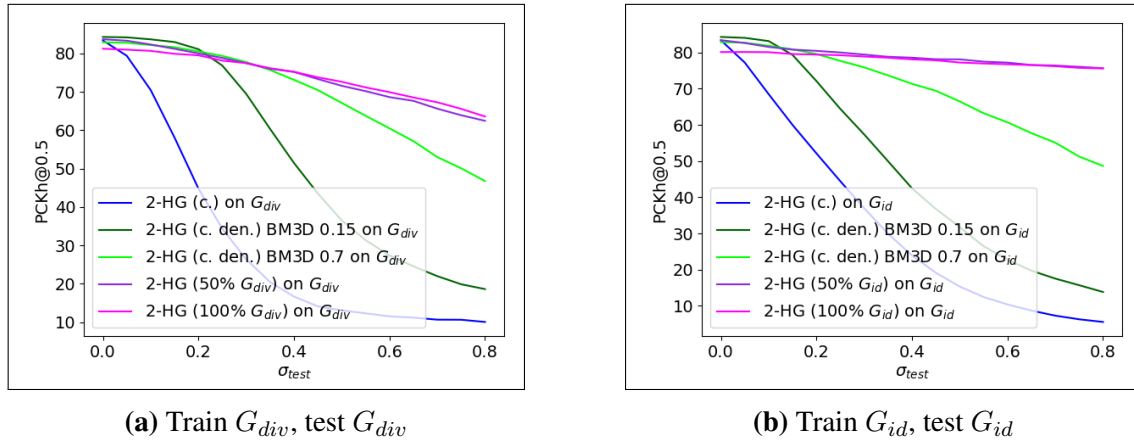 80
70
60
50
40
30
20
10
PCKh@0.5
2-HG (c.) on G_div
2-HG (c. den.) BM3D 0.15 on G_div
2-HG (c. den.) BM3D 0.7 on G_div
2-HG (50% G_div) on G_div
2-HG (100% G_div) on G_div
0.0 0.2 0.4 0.6 0.8
σ_test
(a) Train G_div, test G_div
80
70
60
50
40
30
20
10
0
PCKh@0.5
2-HG (c.) on G_id
2-HG (c. den.) BM3D 0.15 on G_id
2-HG (c. den.) BM3D 0.7 on G_id
2-HG (50% G_id) on G_id
2-HG (100% G_id) on G_id
0.0 0.2 0.4 0.6 0.8
σ_test
(b) Train G_id, test G_id